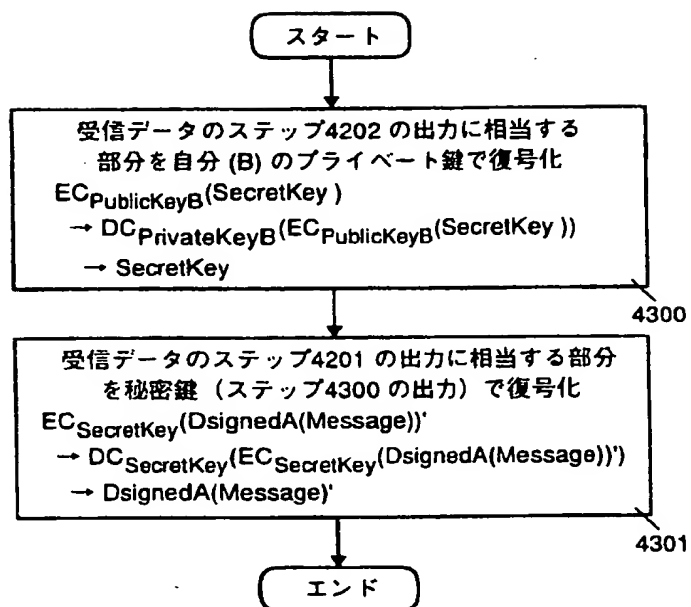 スタート
受信データのステップ4202 の出力に相当する
部分を自分 (B) のプライベート鍵で復号化
EC_PublicKeyB(SecretKey )
→ DC_PrivateKeyB(EC_PublicKeyB(SecretKey ))
→ SecretKey
4300
受信データのステップ4201 の出力に相当する部分
を秘密鍵（ステップ4300 の出力）で復号化
EC_SecretKey(DsignedA(Message))'
→ DC_SecretKey(EC_SecretKey(DsignedA(Message))')
→ DsignedA(Message)'
4301
エンド